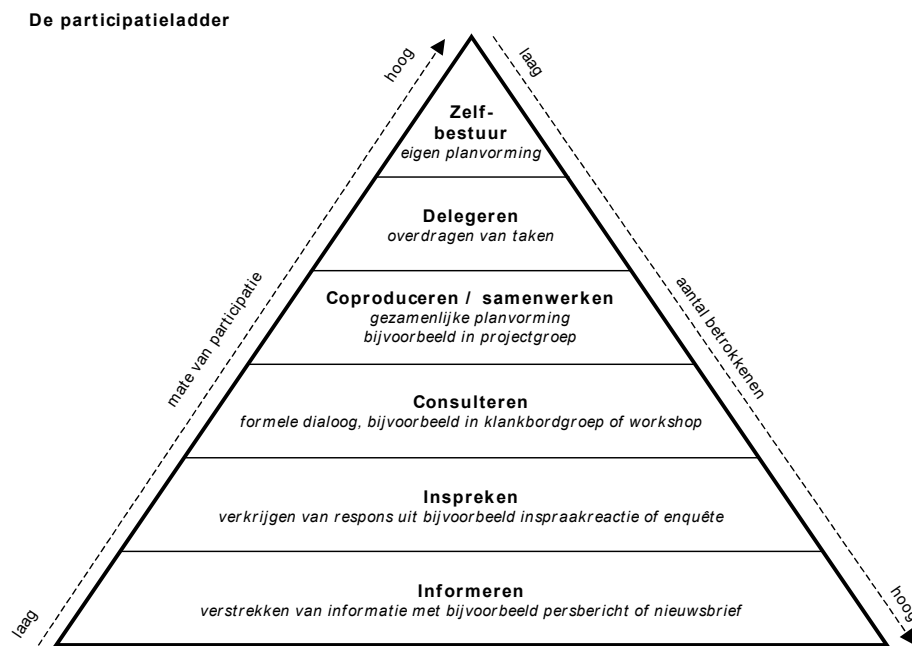 De participatieladder
hoog
laag
Zelf-
bestuur
eigen planvorming
Delegeren
overdragen van taken
Coproduceren / samenwerken
gezamenlijke planvorming
bijvoorbeeld in projectgroep
mate van participatie
aantal betrokkenen
Consulteren
formele dialoog, bijvoorbeeld in klankbordgroep of workshop
Inspreken
verkrijgen van respons uit bijvoorbeeld inspraakreactie of enquête
Informeren
verstrekken van informatie met bijvoorbeeld persbericht of nieuwsbrief
laag
hoog